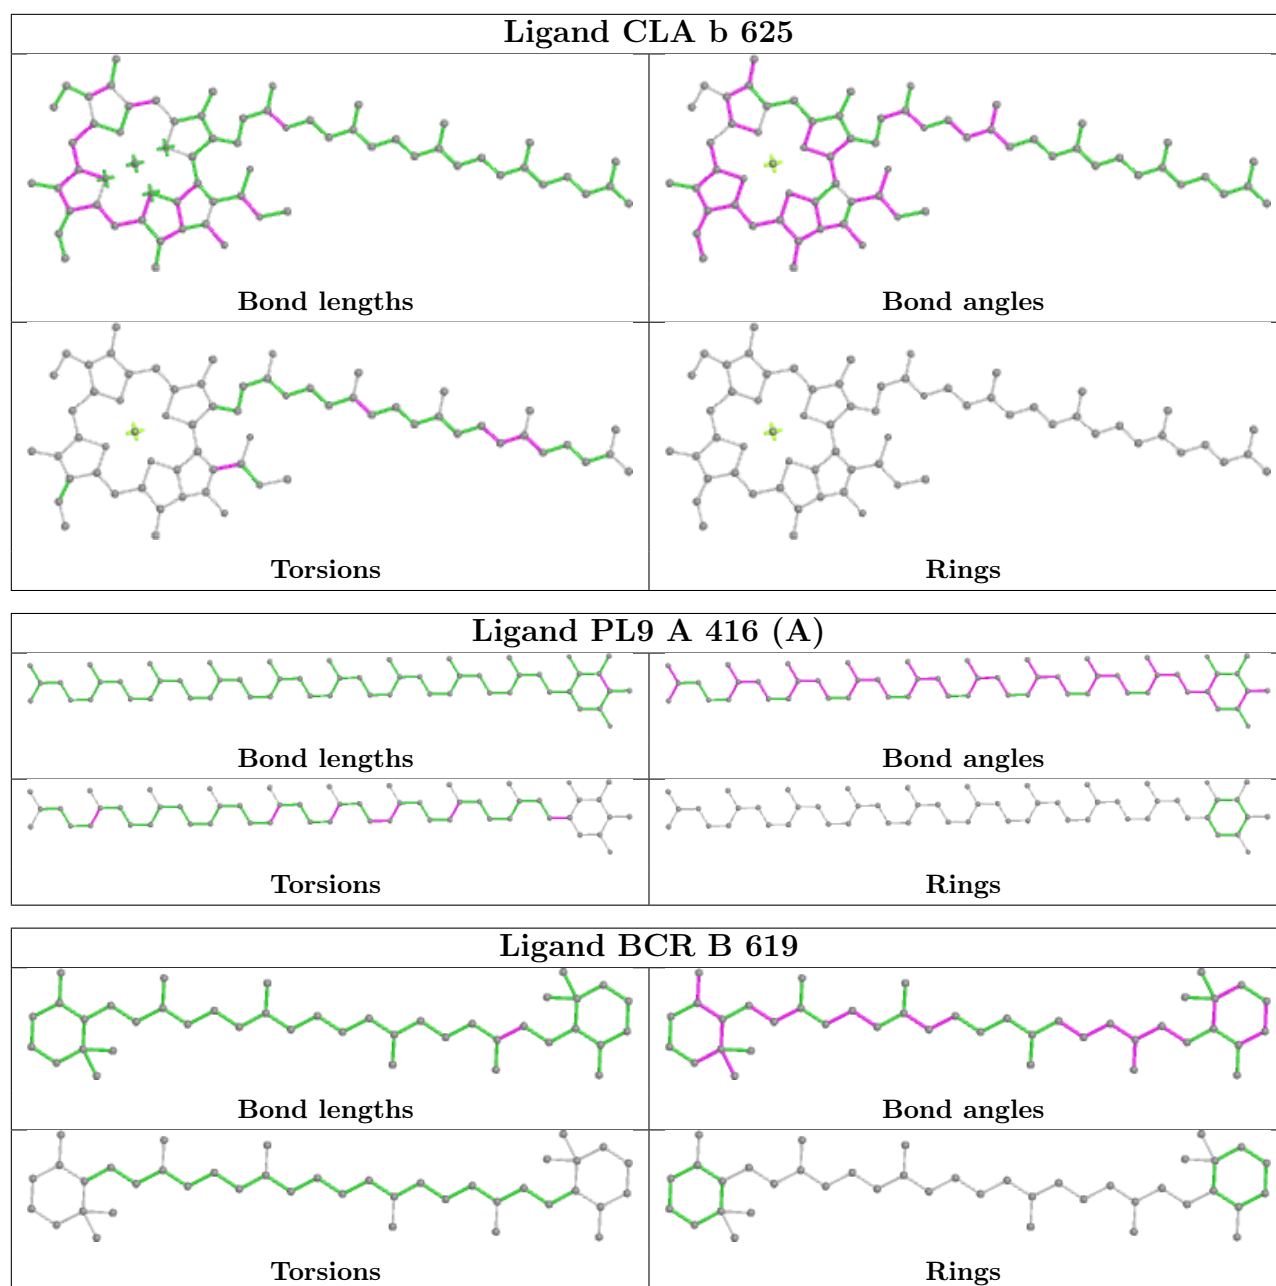 Ligand CLA b 625
Bond lengths
Bond angles
Torsions
Rings
Ligand PL9 A 416 (A)
Bond lengths
Bond angles
Torsions
Rings
Ligand BCR B 619
Bond lengths
Bond angles
Torsions
Rings